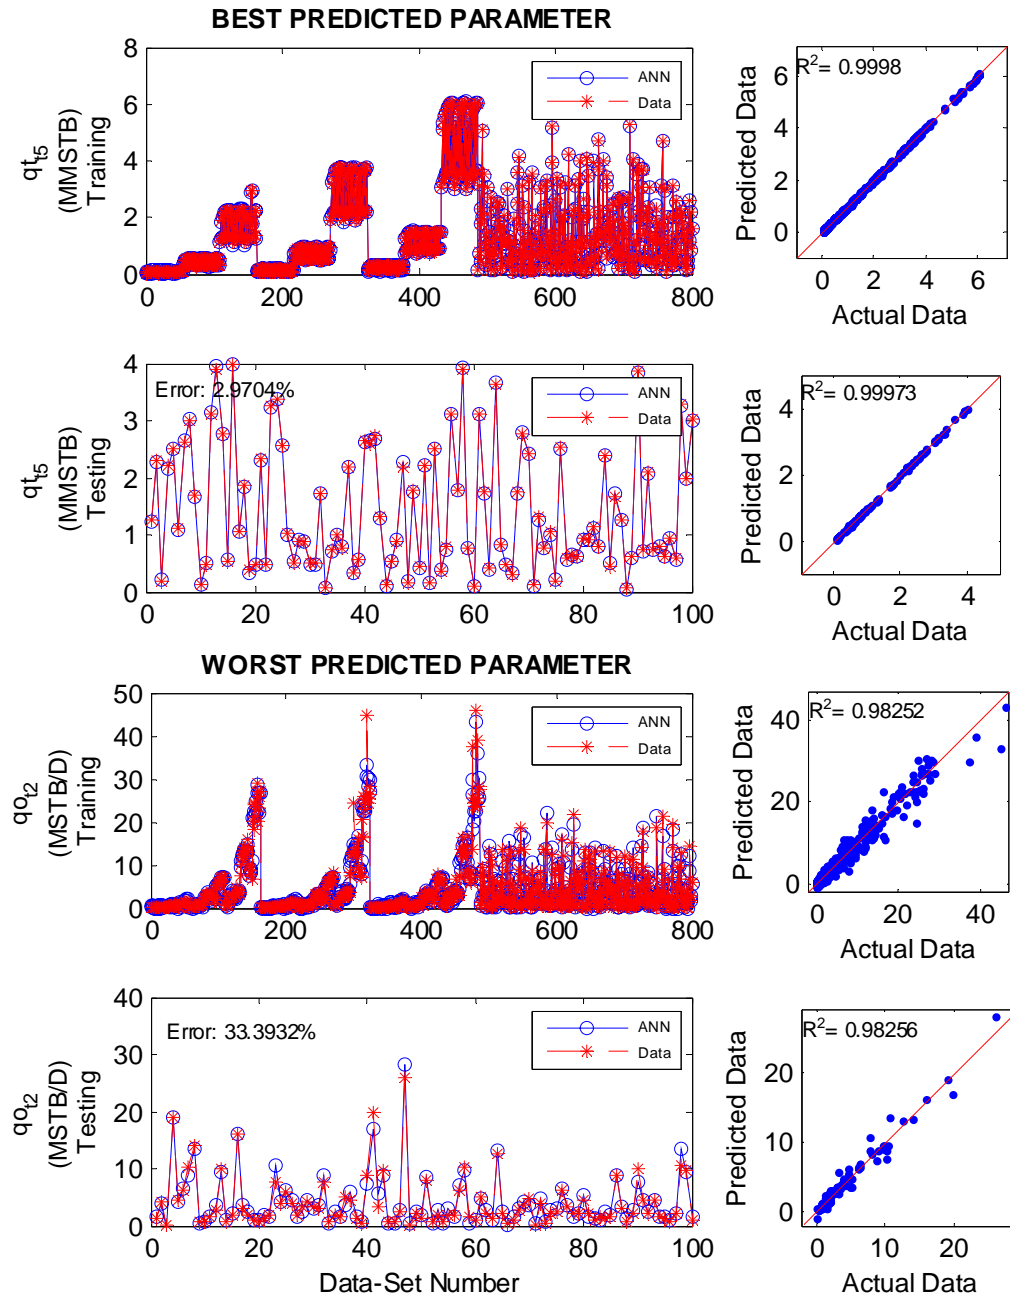 BEST PREDICTED PARAMETER
qt_t5
(MMSTB)
Training
8
6
4
2
0
0 200 400 600 800
ANN
Data
R²= 0.9998
Predicted Data
4
2
0
0 2 4 6
Actual Data
qt_t5
(MMSTB)
Testing
4
3
2
1
0
0 20 40 60 80 100
Error: 2.9704%
ANN
Data
R²= 0.99973
Predicted Data
4
2
0
0 2 4
Actual Data
WORST PREDICTED PARAMETER
qo_t2
(MSTB/D)
Training
50
40
30
20
10
0
0 200 400 600 800
ANN
Data
R²= 0.98252
Predicted Data
40
20
0
0 20 40
Actual Data
qo_t2
(MSTB/D)
Testing
40
30
20
10
0
0 20 40 60 80 100
Error: 33.3932%
ANN
Data
Data-Set Number
R²= 0.98256
Predicted Data
20
10
0
0 10 20
Actual Data